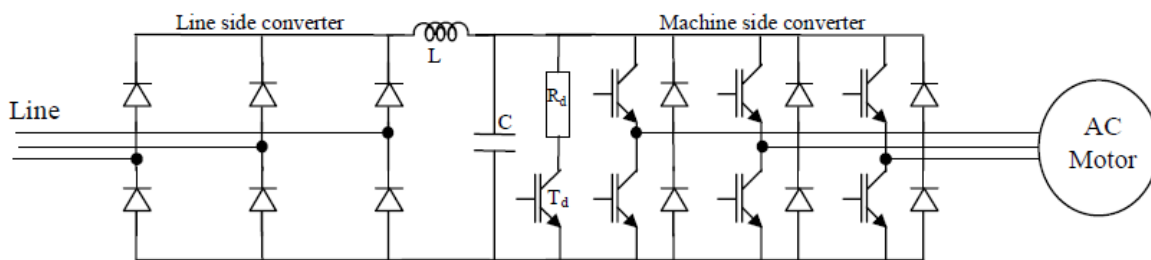 Line side converter
Machine side converter
L
Line
C
R_d
T_d
AC
Motor